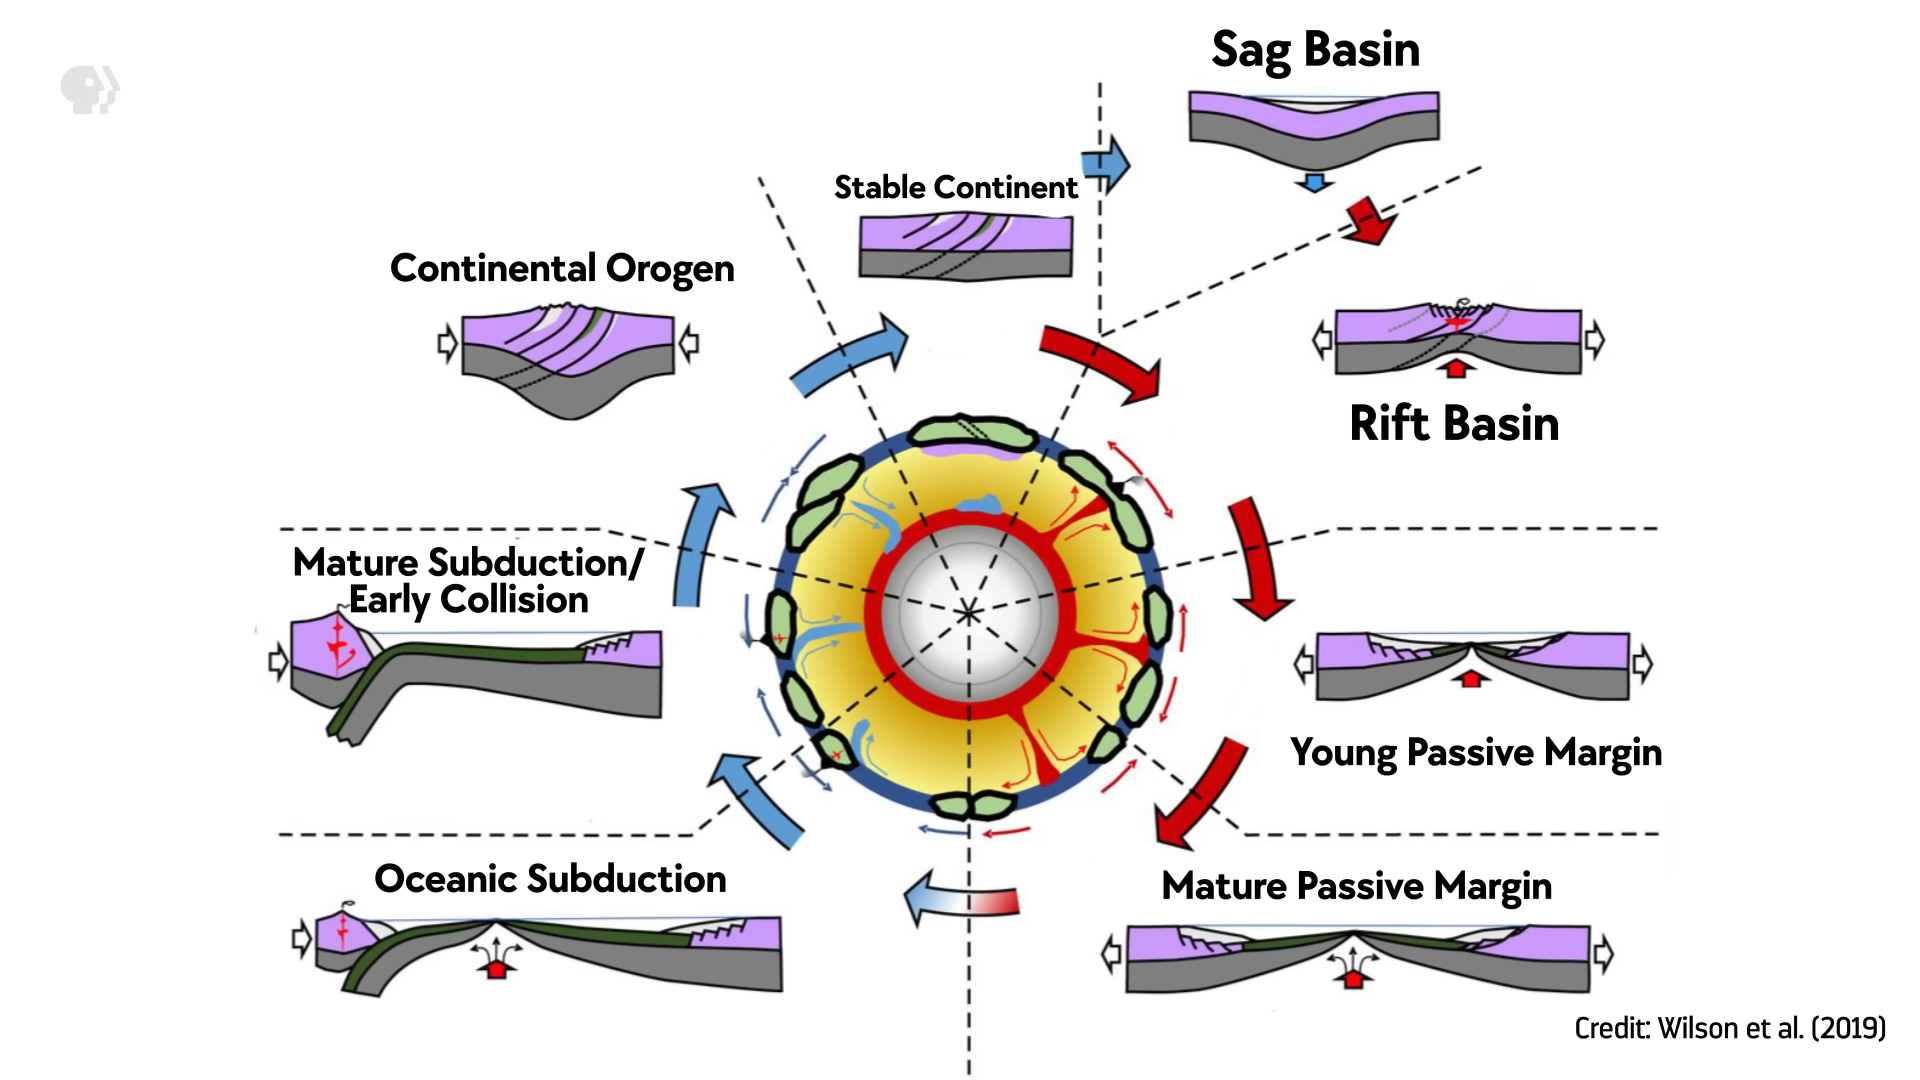 Sag Basin
Stable Continent
Continental Orogen
Rift Basin
Mature Subduction/
Early Collision
Young Passive Margin
Oceanic Subduction
Mature Passive Margin
Credit: Wilson et al. (2019)